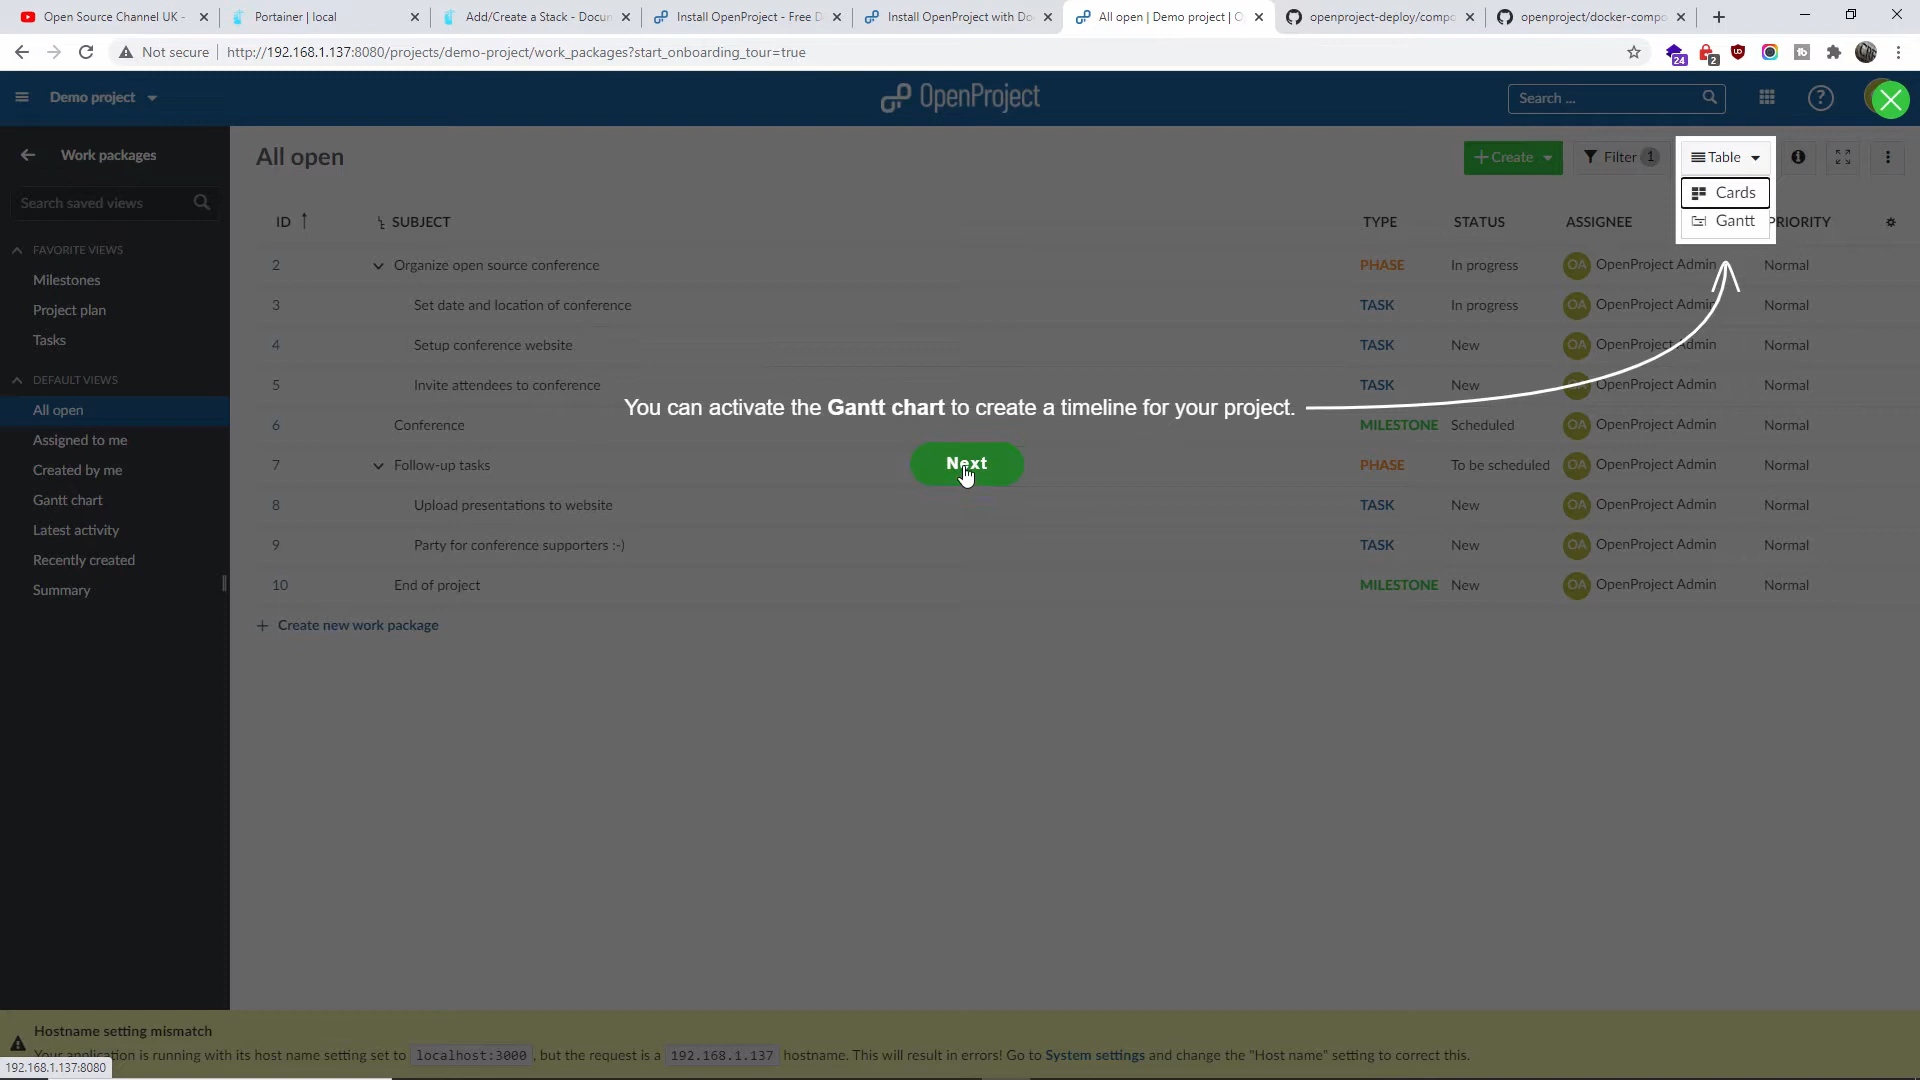 Open Source Channel UK -
Portainer | local
Add/Create a Stack - Docum
Install OpenProject - Free D
Install OpenProject with Do
All open | Demo project | O
openproject-deploy/compo
openproject/docker-compo
Not secure
http://192.168.1.137:8080/projects/demo-project/work_packages?start_onboarding_tour=true
24
2
Demo project
OpenProject
Search ...
?
Work packages
Search saved views
FAVORITE VIEWS
Milestones
Project plan
Tasks
DEFAULT VIEWS
All open
Assigned to me
Created by me
Gantt chart
Latest activity
Recently created
Summary
All open
+ Create
Filter 1
Table
Cards
Gantt
ID SUBJECT TYPE STATUS ASSIGNEE PRIORITY
2 Organize open source conference PHASE In progress OA OpenProject Admin Normal
3 Set date and location of conference TASK In progress OA OpenProject Admin Normal
4 Setup conference website TASK New OA OpenProject Admin Normal
5 Invite attendees to conference TASK New OA OpenProject Admin Normal
You can activate the Gantt chart to create a timeline for your project.
6 Conference MILESTONE Scheduled OA OpenProject Admin Normal
Next
7 Follow-up tasks PHASE To be scheduled OA OpenProject Admin Normal
8 Upload presentations to website TASK New OA OpenProject Admin Normal
9 Party for conference supporters :-) TASK New OA OpenProject Admin Normal
10 End of project MILESTONE New OA OpenProject Admin Normal
+ Create new work package
Hostname setting mismatch
Your application is running with its host name setting set to localhost:3000 , but the request is a 192.168.1.137 hostname. This will result in errors! Go to System settings and change the "Host name" setting to correct this.
192.168.1.137:8080